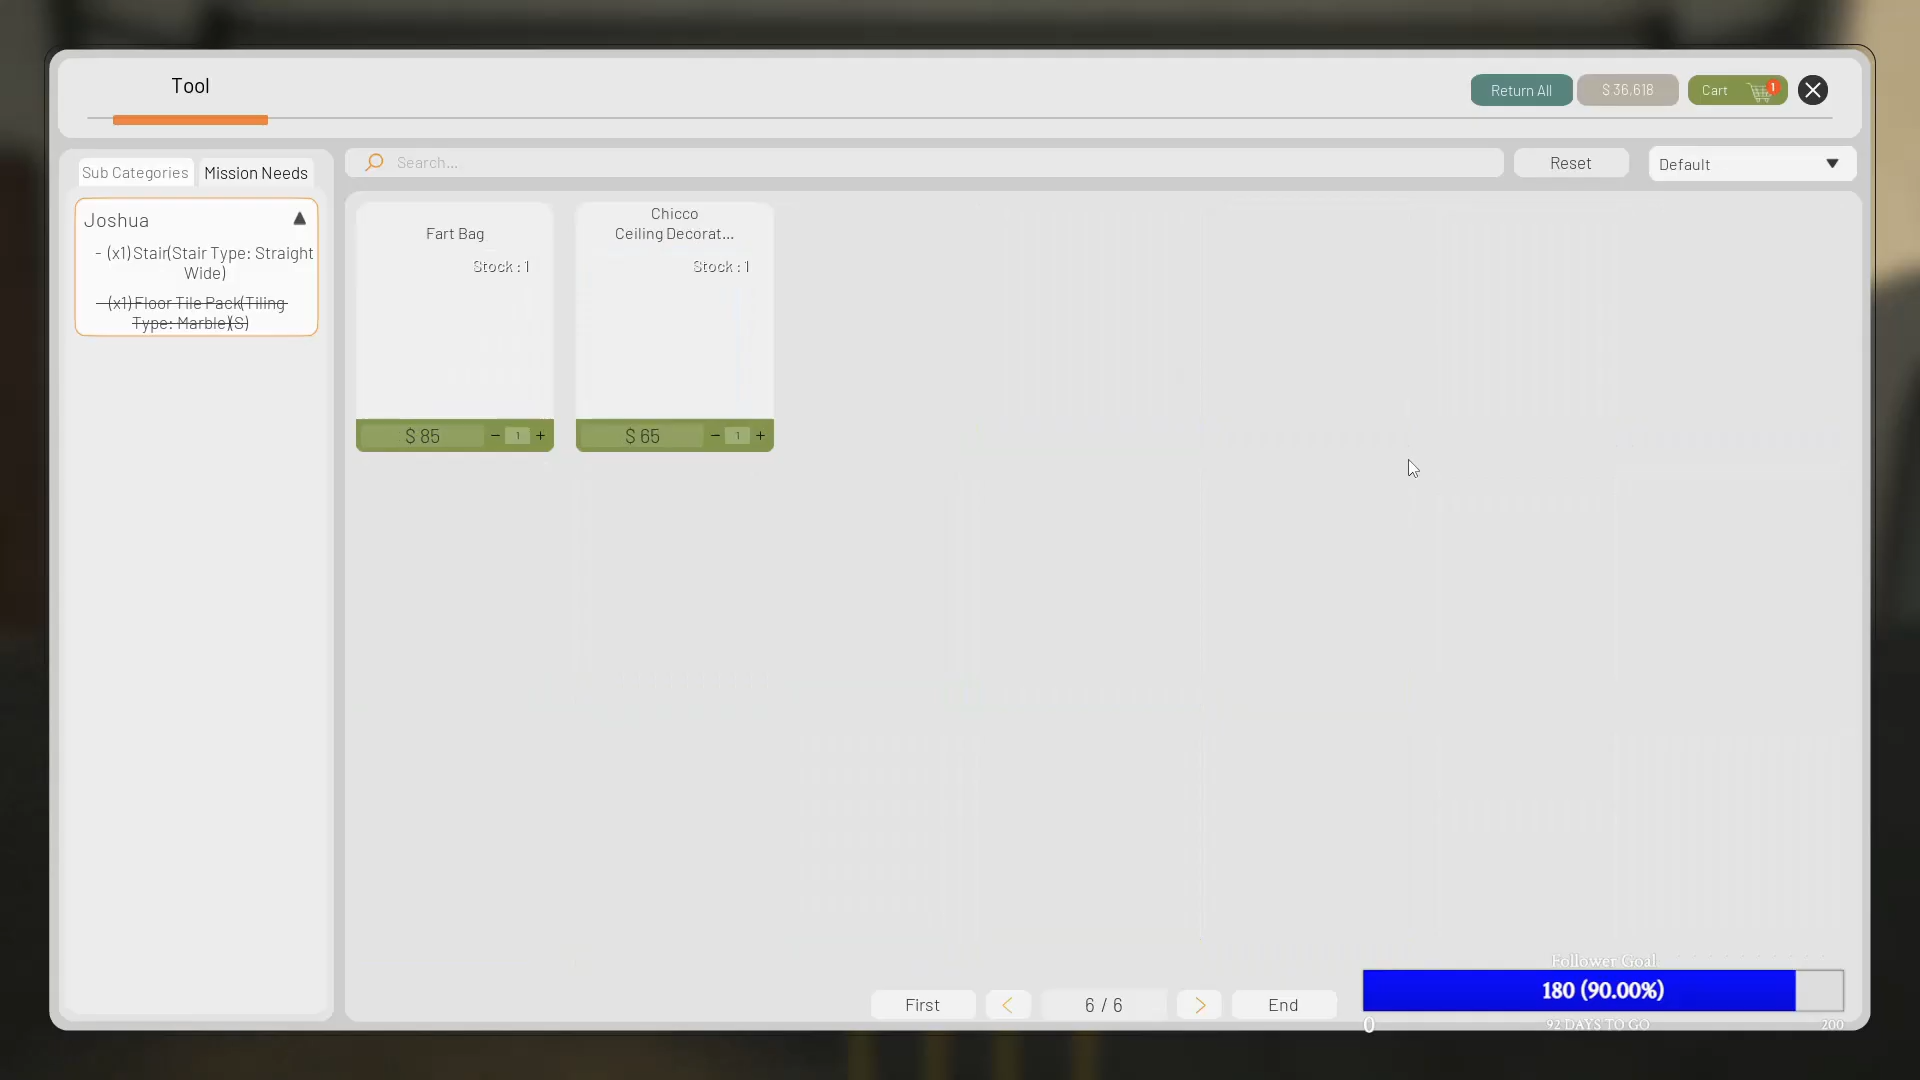 Tool
Return All
$ 36,618
Cart
1
Sub Categories
Mission Needs
Search...
Reset
Default
Joshua
- (x1) Stair(Stair Type: Straight
Wide)
- (x1) Floor Tile Pack(Tiling
Type: Marble)(S)
Fart Bag
Stock : 1
$ 85
- 1 +
Chicco
Ceiling Decorat...
Stock : 1
$ 65
- 1 +
First
<
6 / 6
>
End
Follower Goal
180 (90.00%)
0
92 DAYS TO GO
200